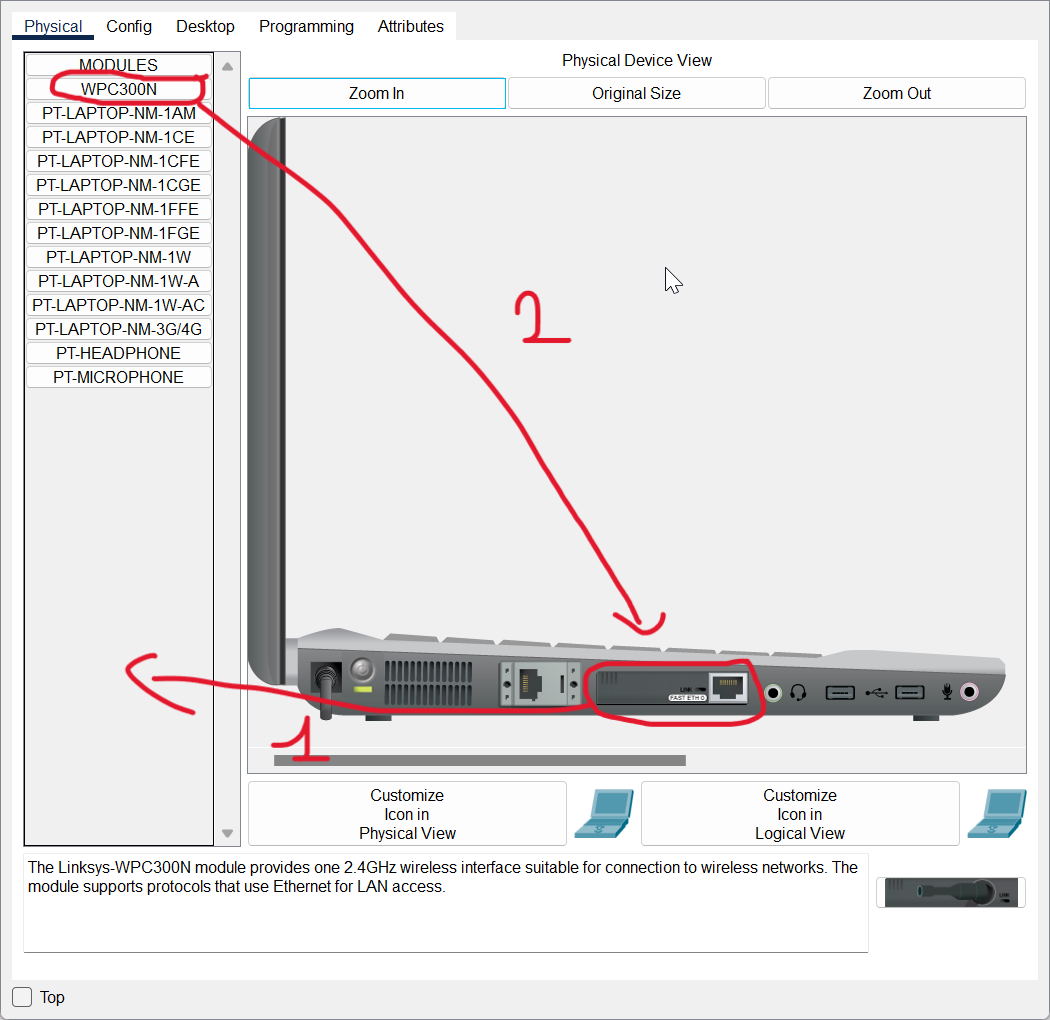 Physical Config Desktop Programming Attributes
MODULES
WPC300N
PT-LAPTOP-NM-1AM
PT-LAPTOP-NM-1CE
PT-LAPTOP-NM-1CFE
PT-LAPTOP-NM-1CGE
PT-LAPTOP-NM-1FFE
PT-LAPTOP-NM-1FGE
PT-LAPTOP-NM-1W
PT-LAPTOP-NM-1W-A
PT-LAPTOP-NM-1W-AC
PT-LAPTOP-NM-3G/4G
PT-HEADPHONE
PT-MICROPHONE
Physical Device View
Zoom In Original Size Zoom Out
2
LINK
FAST ETH 0
1
Customize
Icon in
Physical View
Customize
Icon in
Logical View
The Linksys-WPC300N module provides one 2.4GHz wireless interface suitable for connection to wireless networks. The
module supports protocols that use Ethernet for LAN access.
LINK
Top